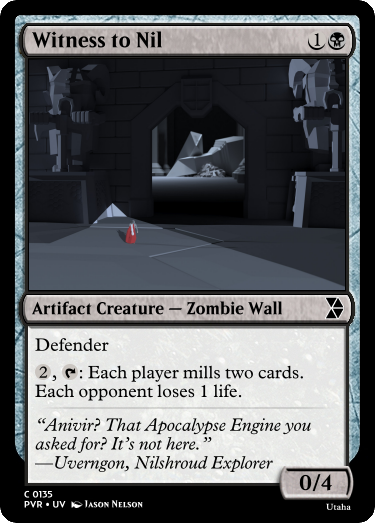 Witness to Nil 1
Artifact Creature — Zombie Wall
Defender
2, : Each player mills two cards.
Each opponent loses 1 life.
“Anivir? That Apocalypse Engine you
asked for? It’s not here.”
—Uverngon, Nilshroud Explorer
0/4
C 0135
PVR • UV Jason Nelson
Utaha